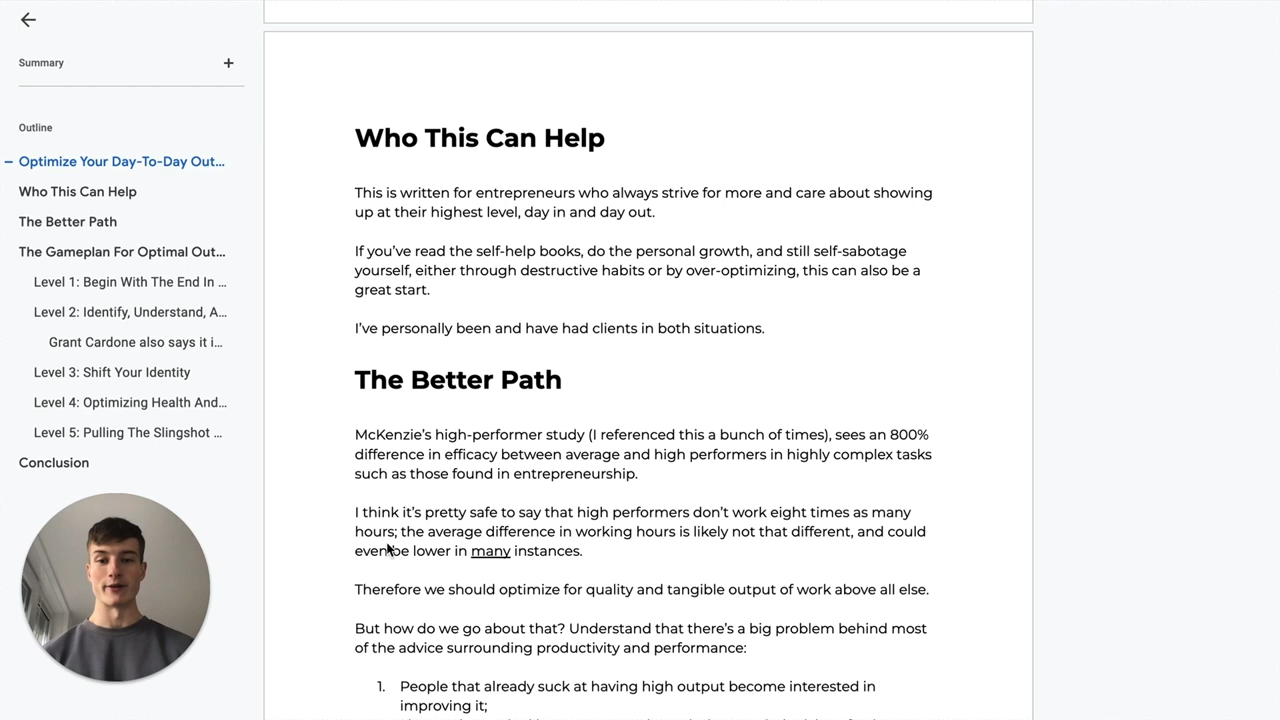 Summary
+
Outline
Optimize Your Day-To-Day Out...
Who This Can Help
The Better Path
The Gameplan For Optimal Out...
Level 1: Begin With The End In ...
Level 2: Identify, Understand, A...
Grant Cardone also says it i...
Level 3: Shift Your Identity
Level 4: Optimizing Health And...
Level 5: Pulling The Slingshot ...
Conclusion
Who This Can Help
This is written for entrepreneurs who always strive for more and care about showing
up at their highest level, day in and day out.
If you’ve read the self-help books, do the personal growth, and still self-sabotage
yourself, either through destructive habits or by over-optimizing, this can also be a
great start.
I’ve personally been and have had clients in both situations.
The Better Path
McKenzie’s high-performer study (I referenced this a bunch of times), sees an 800%
difference in efficacy between average and high performers in highly complex tasks
such as those found in entrepreneurship.
I think it’s pretty safe to say that high performers don’t work eight times as many
hours; the average difference in working hours is likely not that different, and could
even be lower in many instances.
Therefore we should optimize for quality and tangible output of work above all else.
But how do we go about that? Understand that there’s a big problem behind most
of the advice surrounding productivity and performance:
1. People that already suck at having high output become interested in
improving it;